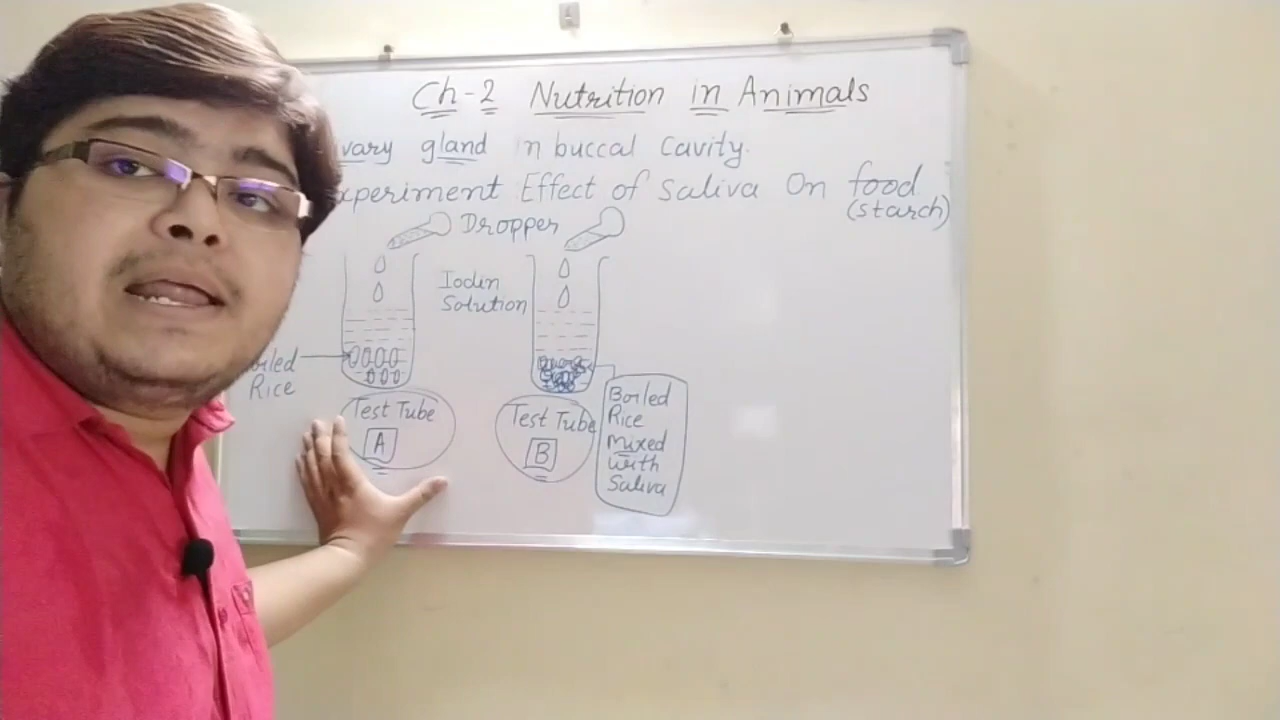 Ch-2 Nutrition in Animals
vary gland in buccal Cavity.
xperiment Effect of Saliva On food
(starch)
Dropper
Iodin
Solution
oiled
Rice
Test Tube
A
Test Tube
B
Boiled
Rice
Mixed
with
Saliva